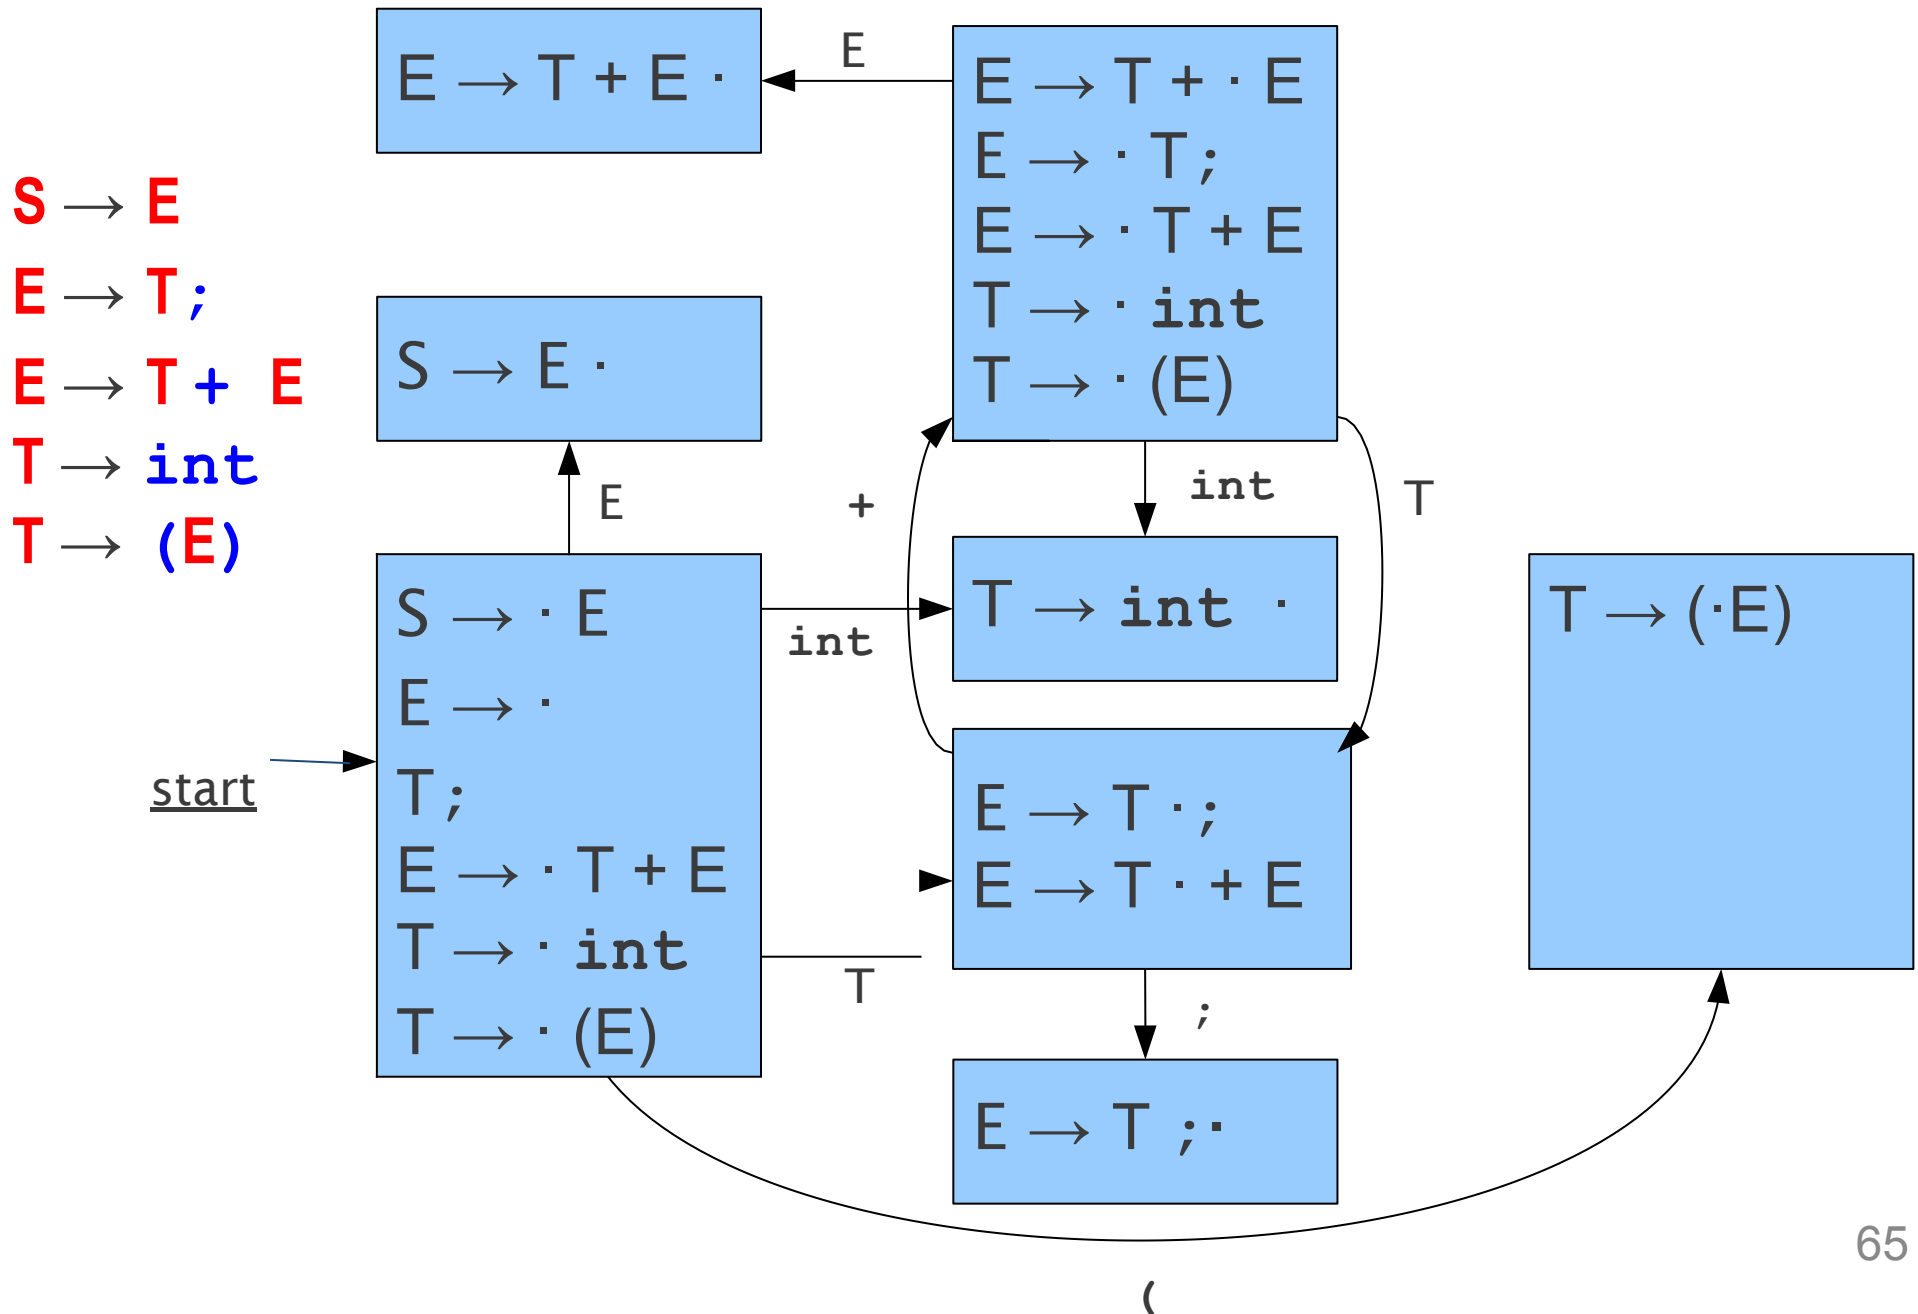 S → E
E → T;
E → T + E
T → int
T → (E)
start
E → T + E ·
E
S → E ·
E
S → · E
E → ·
T;
E → · T + E
T → · int
T → · (E)
int
T
+
E → T + · E
E → · T;
E → · T + E
T → · int
T → · (E)
int
T
T → int ·
E → T ·;
E → T · + E
;
E → T ;·
T → (·E)
(
65